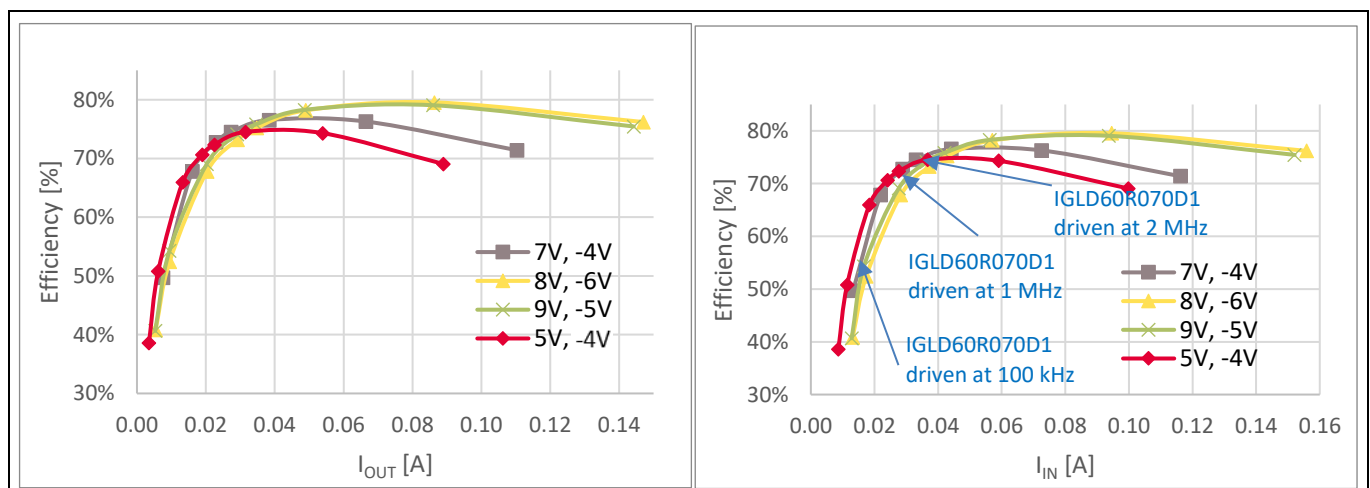 80%
70%
60%
50%
40%
30%
Efficiency [%]
0.00 0.02 0.04 0.06 0.08 0.10 0.12 0.14
I_OUT [A]
7V, -4V
8V, -6V
9V, -5V
5V, -4V
80%
70%
60%
50%
40%
30%
Efficiency [%]
0.00 0.02 0.04 0.06 0.08 0.10 0.12 0.14 0.16
I_IN [A]
IGLD60R070D1
driven at 2 MHz
IGLD60R070D1
driven at 1 MHz
IGLD60R070D1
driven at 100 kHz
7V, -4V
8V, -6V
9V, -5V
5V, -4V